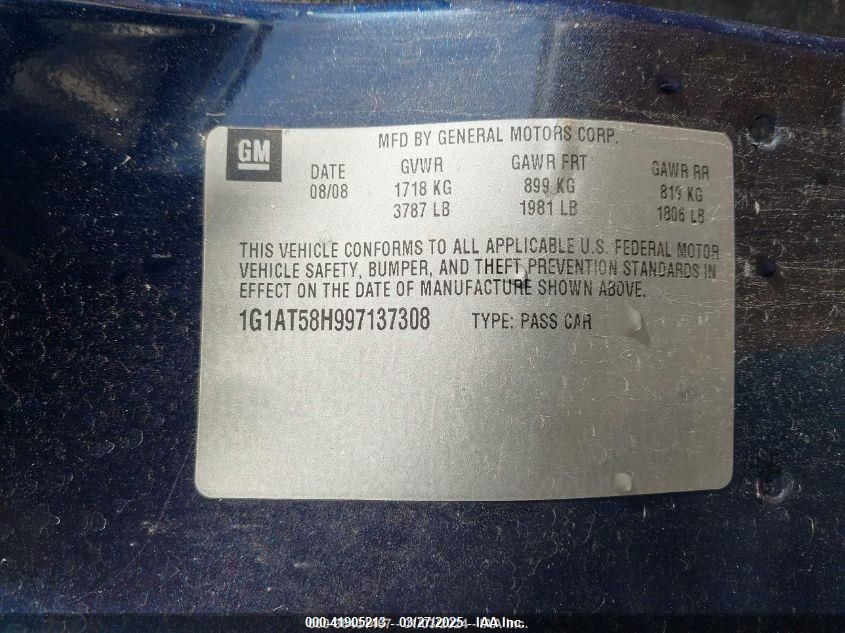 GM
MFD BY GENERAL MOTORS CORP.
DATE GVWR GAWR FRT GAWR RR
08/08 1718 KG 899 KG 819 KG
3787 LB 1981 LB 1806 LB
THIS VEHICLE CONFORMS TO ALL APPLICABLE U.S. FEDERAL MOTOR
VEHICLE SAFETY, BUMPER, AND THEFT PREVENTION STANDARDS IN
EFFECT ON THE DATE OF MANUFACTURE SHOWN ABOVE.
1G1AT58H997137308 TYPE: PASS CAR
000-41905213 - 03/27/2025 - IAA Inc.